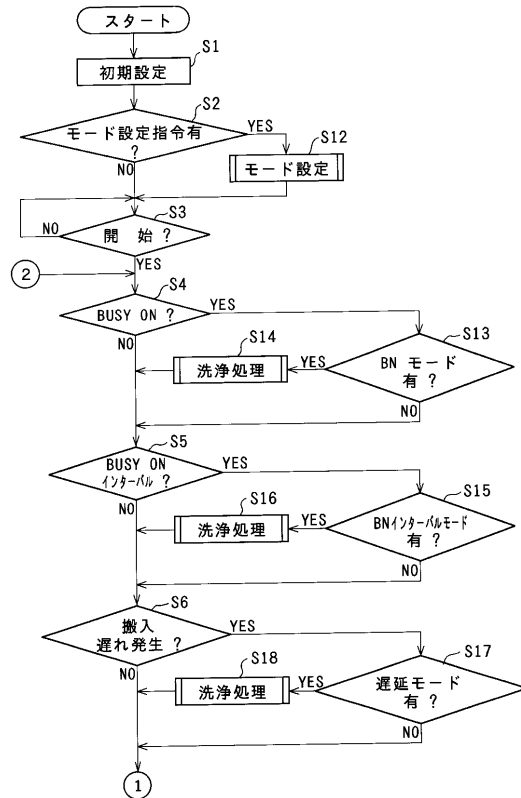 スタート
S1
初期設定
S2
モード設定指令有
?
YES
NO
S12
モード設定
S3
NO
開 始 ?
YES
2
S4
BUSY ON ?
YES
NO
S13
BN モード
有 ?
YES
NO
S14
洗浄処理
S5
BUSY ON
インターバル ?
YES
NO
S15
BNインターバルモード
有 ?
YES
NO
S16
洗浄処理
S6
搬入
遅れ発生 ?
YES
NO
S17
遅延モード
有 ?
YES
NO
S18
洗浄処理
1